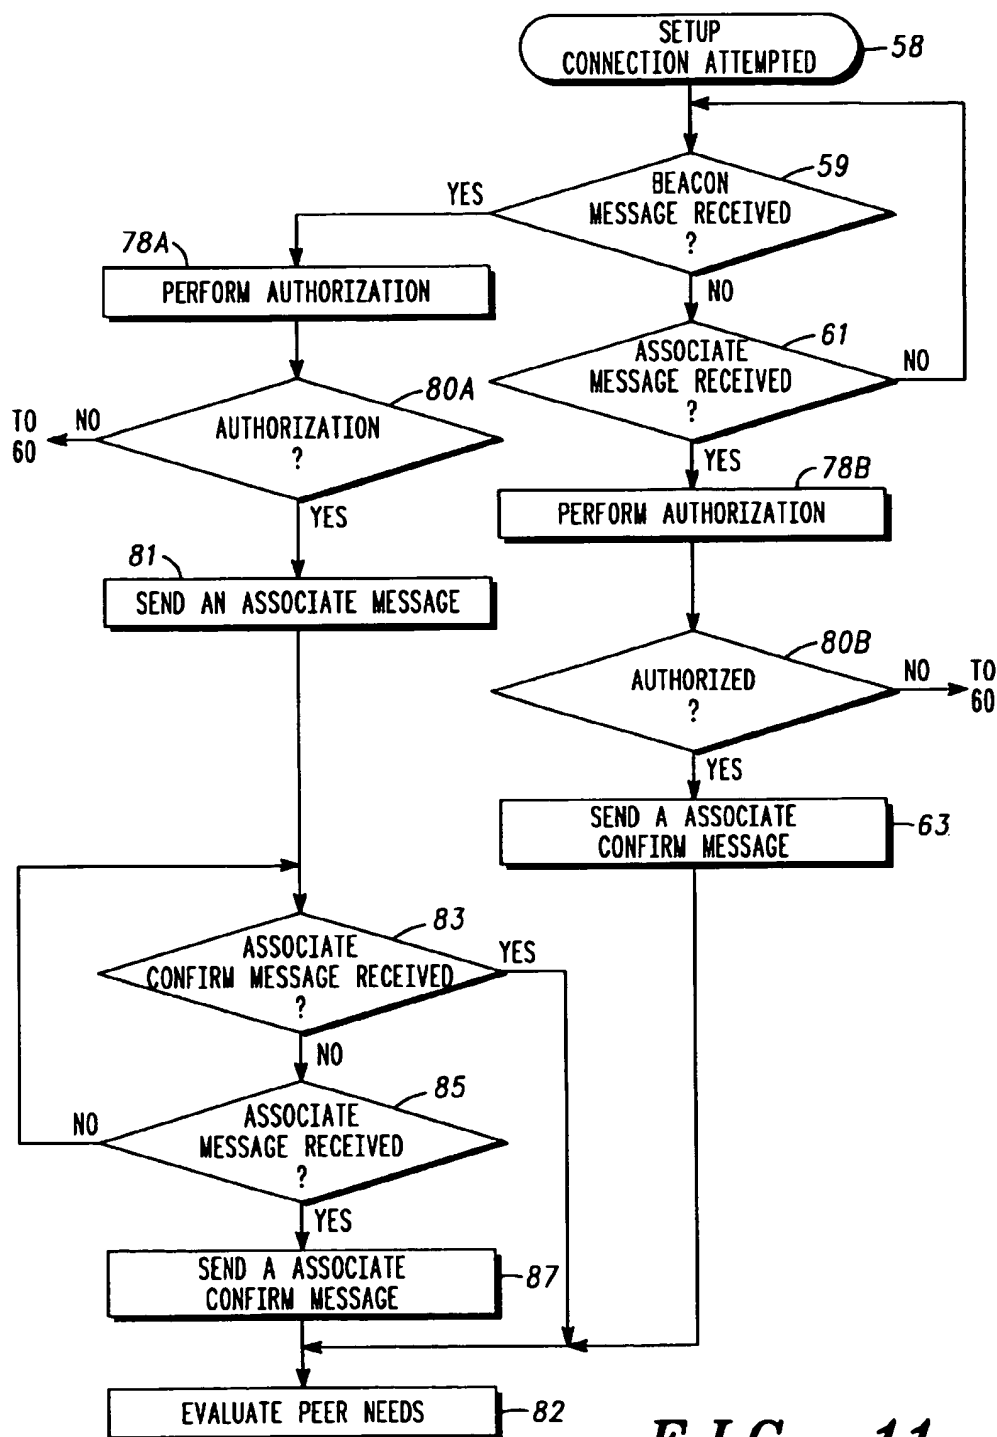 SETUP
CONNECTION ATTEMPTED
58
59
BEACON
MESSAGE RECEIVED
?
YES
NO
78A
PERFORM AUTHORIZATION
61
ASSOCIATE
MESSAGE RECEIVED
?
NO
YES
80A
AUTHORIZATION
?
NO
TO
60
YES
78B
PERFORM AUTHORIZATION
81
SEND AN ASSOCIATE MESSAGE
80B
AUTHORIZED
?
NO
TO
60
YES
SEND A ASSOCIATE
CONFIRM MESSAGE
63
83
ASSOCIATE
CONFIRM MESSAGE RECEIVED
?
YES
NO
85
ASSOCIATE
MESSAGE RECEIVED
?
NO
YES
SEND A ASSOCIATE
CONFIRM MESSAGE
87
EVALUATE PEER NEEDS
82
FIG. 11